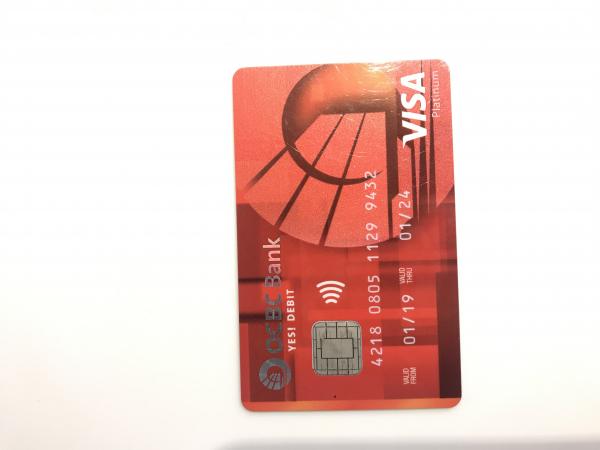 OCBC Bank
YES! DEBIT
4218 0805 1129 9432
VALID FROM 01/19 VALID THRU 01/24
VISA
Platinum